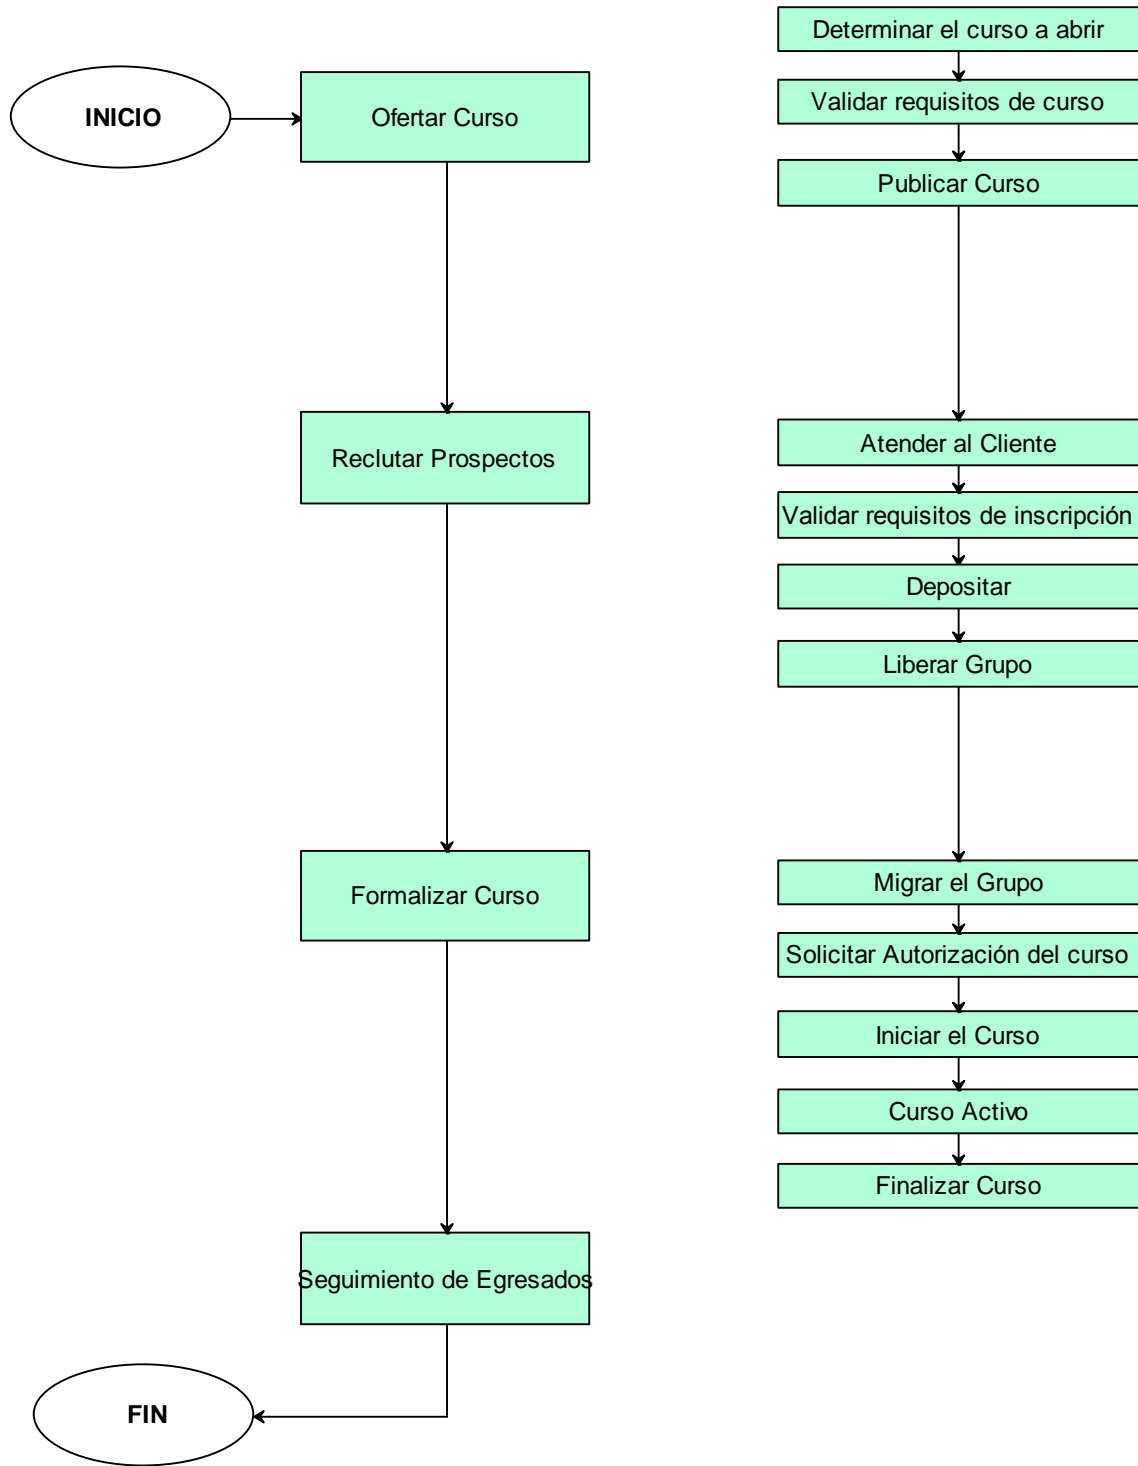 INICIO
Ofertar Curso
Reclutar Prospectos
Formalizar Curso
Seguimiento de Egresados
FIN
Determinar el curso a abrir
Validar requisitos de curso
Publicar Curso
Atender al Cliente
Validar requisitos de inscripción
Depositar
Liberar Grupo
Migrar el Grupo
Solicitar Autorización del curso
Iniciar el Curso
Curso Activo
Finalizar Curso